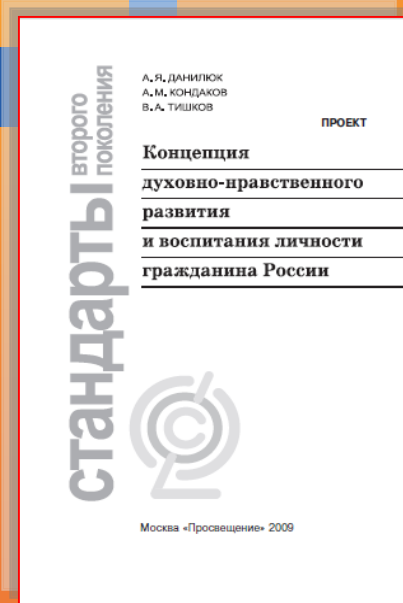 А.Я. ДАНИЛЮК
А.М. КОНДАКОВ
В.А. ТИШКОВ
ПРОЕКТ
Концепция
духовно-нравственного
развития
и воспитания личности
гражданина России
стандарты
второго
поколения
Москва «Просвещение» 2009